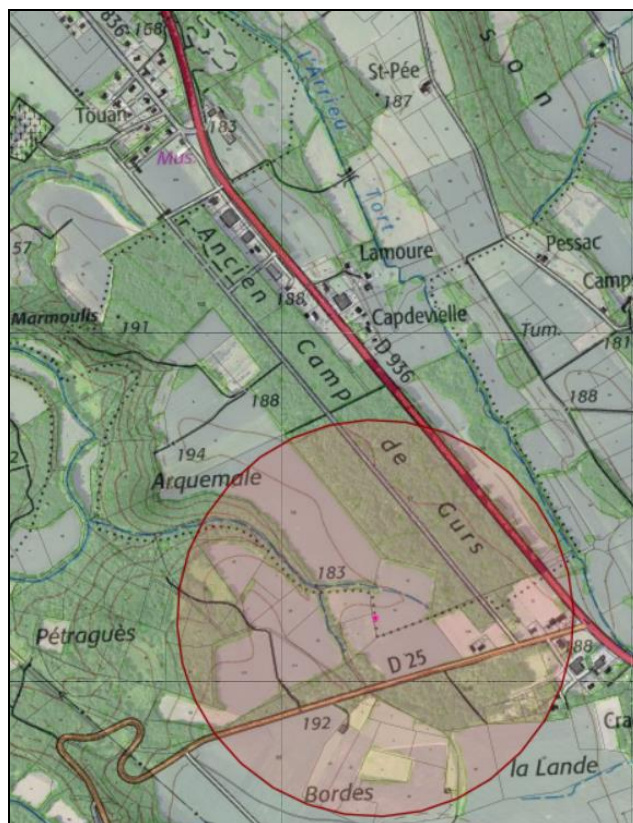 836
168
s o n
St-Pée
187
l'Arrieu
Tort
Touan
183
Mus.
Ancien
Camp
de
Gurs
Lamoure
Pessac
Camp
57
188
Marmoulis
191
Capdevielle
D 936
Tum.
181
188
188
194
Arquemale
183
Pétraguès
D 25
188
192
Cra
la Lande
Bordes